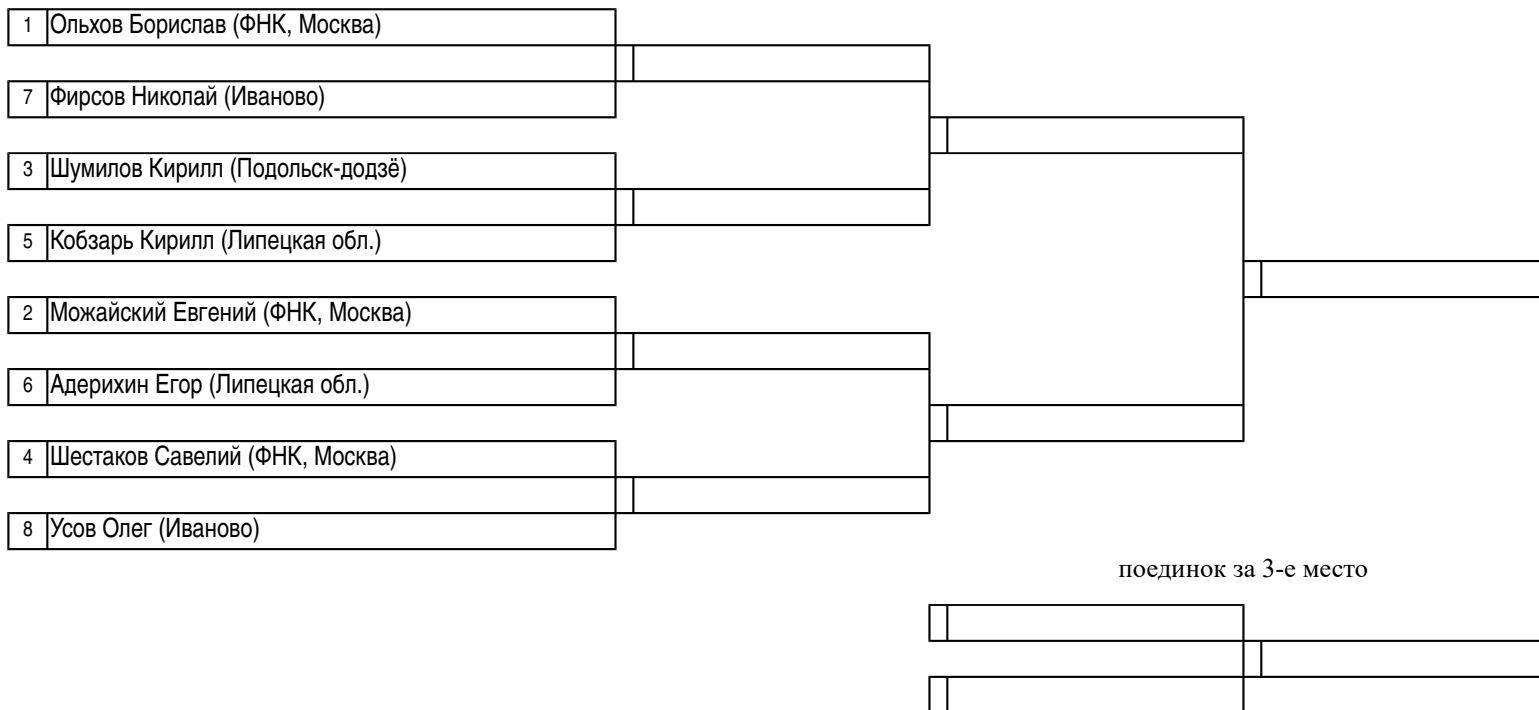 1 Ольхов Борислав (ФНК, Москва)
7 Фирсов Николай (Иваново)
3 Шумилов Кирилл (Подольск-додзё)
5 Кобзарь Кирилл (Липецкая обл.)
2 Можайский Евгений (ФНК, Москва)
6 Адерихин Егор (Липецкая обл.)
4 Шестаков Савелий (ФНК, Москва)
8 Усов Олег (Иваново)
поединок за 3-е место